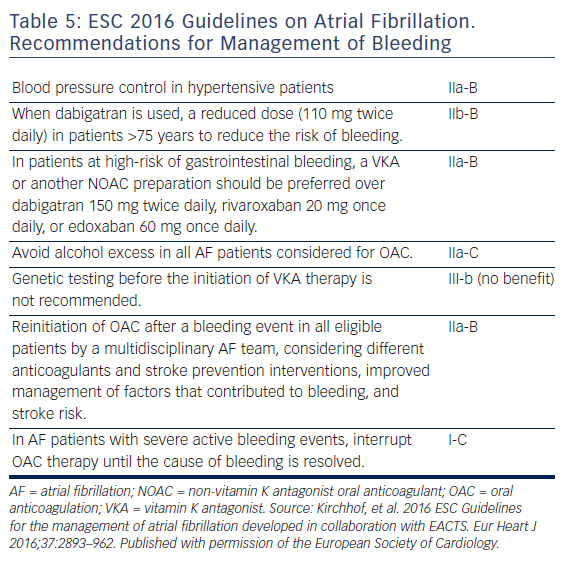 Table 5: ESC 2016 Guidelines on Atrial Fibrillation.
Recommendations for Management of Bleeding
Blood pressure control in hypertensive patients IIa-B
When dabigatran is used, a reduced dose (110 mg twice IIb-B
daily) in patients >75 years to reduce the risk of bleeding.
In patients at high-risk of gastrointestinal bleeding, a VKA IIa-B
or another NOAC preparation should be preferred over
dabigatran 150 mg twice daily, rivaroxaban 20 mg once
daily, or edoxaban 60 mg once daily.
Avoid alcohol excess in all AF patients considered for OAC. IIa-C
Genetic testing before the initiation of VKA therapy is III-b (no benefit)
not recommended.
Reinitiation of OAC after a bleeding event in all eligible IIa-B
patients by a multidisciplinary AF team, considering different
anticoagulants and stroke prevention interventions, improved
management of factors that contributed to bleeding, and
stroke risk.
In AF patients with severe active bleeding events, interrupt I-C
OAC therapy until the cause of bleeding is resolved.
AF = atrial fibrillation; NOAC = non-vitamin K antagonist oral anticoagulant; OAC = oral
anticoagulation; VKA = vitamin K antagonist. Source: Kirchhof, et al. 2016 ESC Guidelines
for the management of atrial fibrillation developed in collaboration with EACTS. Eur Heart J
2016;37:2893–962. Published with permission of the European Society of Cardiology.